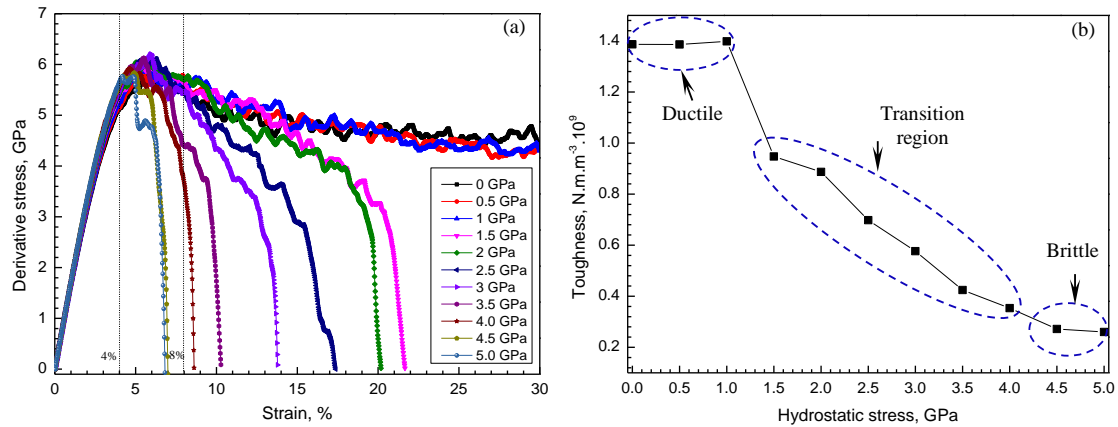 (a)
Derivative stress, GPa
7
6
5
4
3
2
1
0
4%
8%
0 GPa
0.5 GPa
1 GPa
1.5 GPa
2 GPa
2.5 GPa
3 GPa
3.5 GPa
4.0 GPa
4.5 GPa
5.0 GPa
0 5 10 15 20 25 30
Strain, %
(b)
Toughness, N.m.m⁻³.10⁹
1.4
1.2
1.0
0.8
0.6
0.4
0.2
Ductile
Transition
region
Brittle
0.0 0.5 1.0 1.5 2.0 2.5 3.0 3.5 4.0 4.5 5.0
Hydrostatic stress, GPa